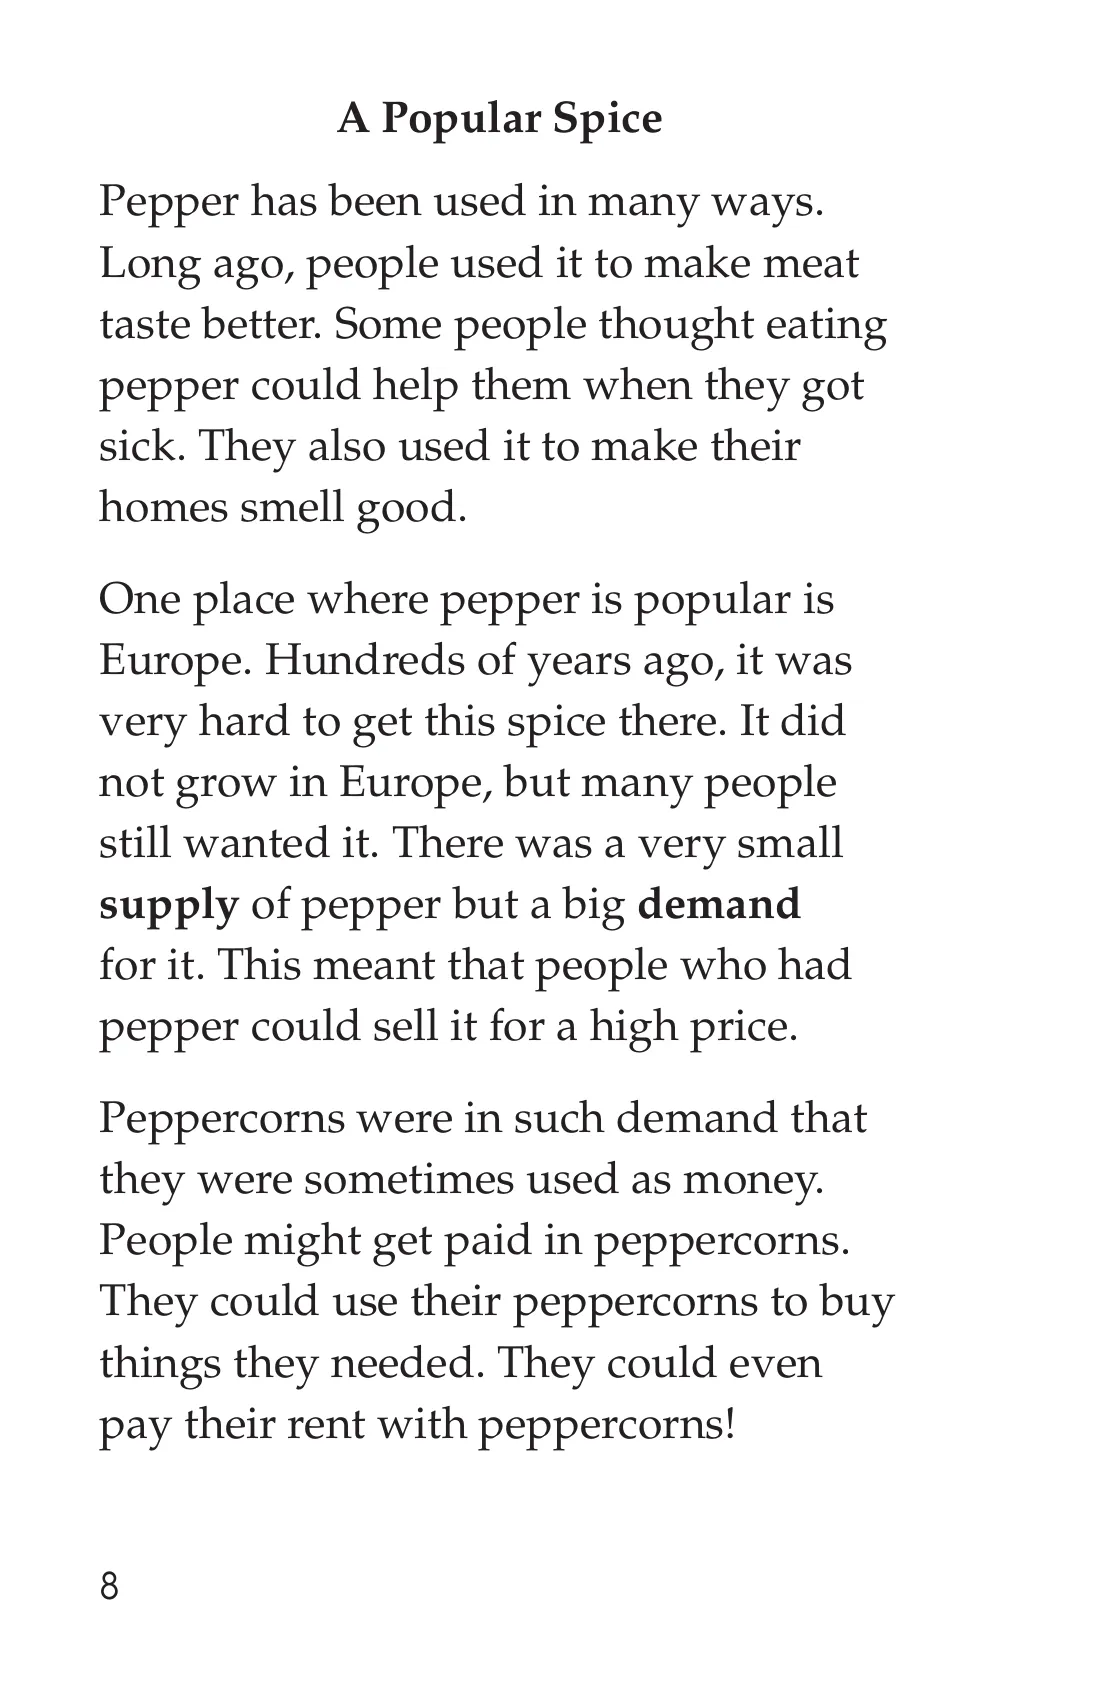 A Popular Spice
Pepper has been used in many ways.
Long ago, people used it to make meat
taste better. Some people thought eating
pepper could help them when they got
sick. They also used it to make their
homes smell good.
One place where pepper is popular is
Europe. Hundreds of years ago, it was
very hard to get this spice there. It did
not grow in Europe, but many people
still wanted it. There was a very small
supply of pepper but a big demand
for it. This meant that people who had
pepper could sell it for a high price.
Peppercorns were in such demand that
they were sometimes used as money.
People might get paid in peppercorns.
They could use their peppercorns to buy
things they needed. They could even
pay their rent with peppercorns!
8